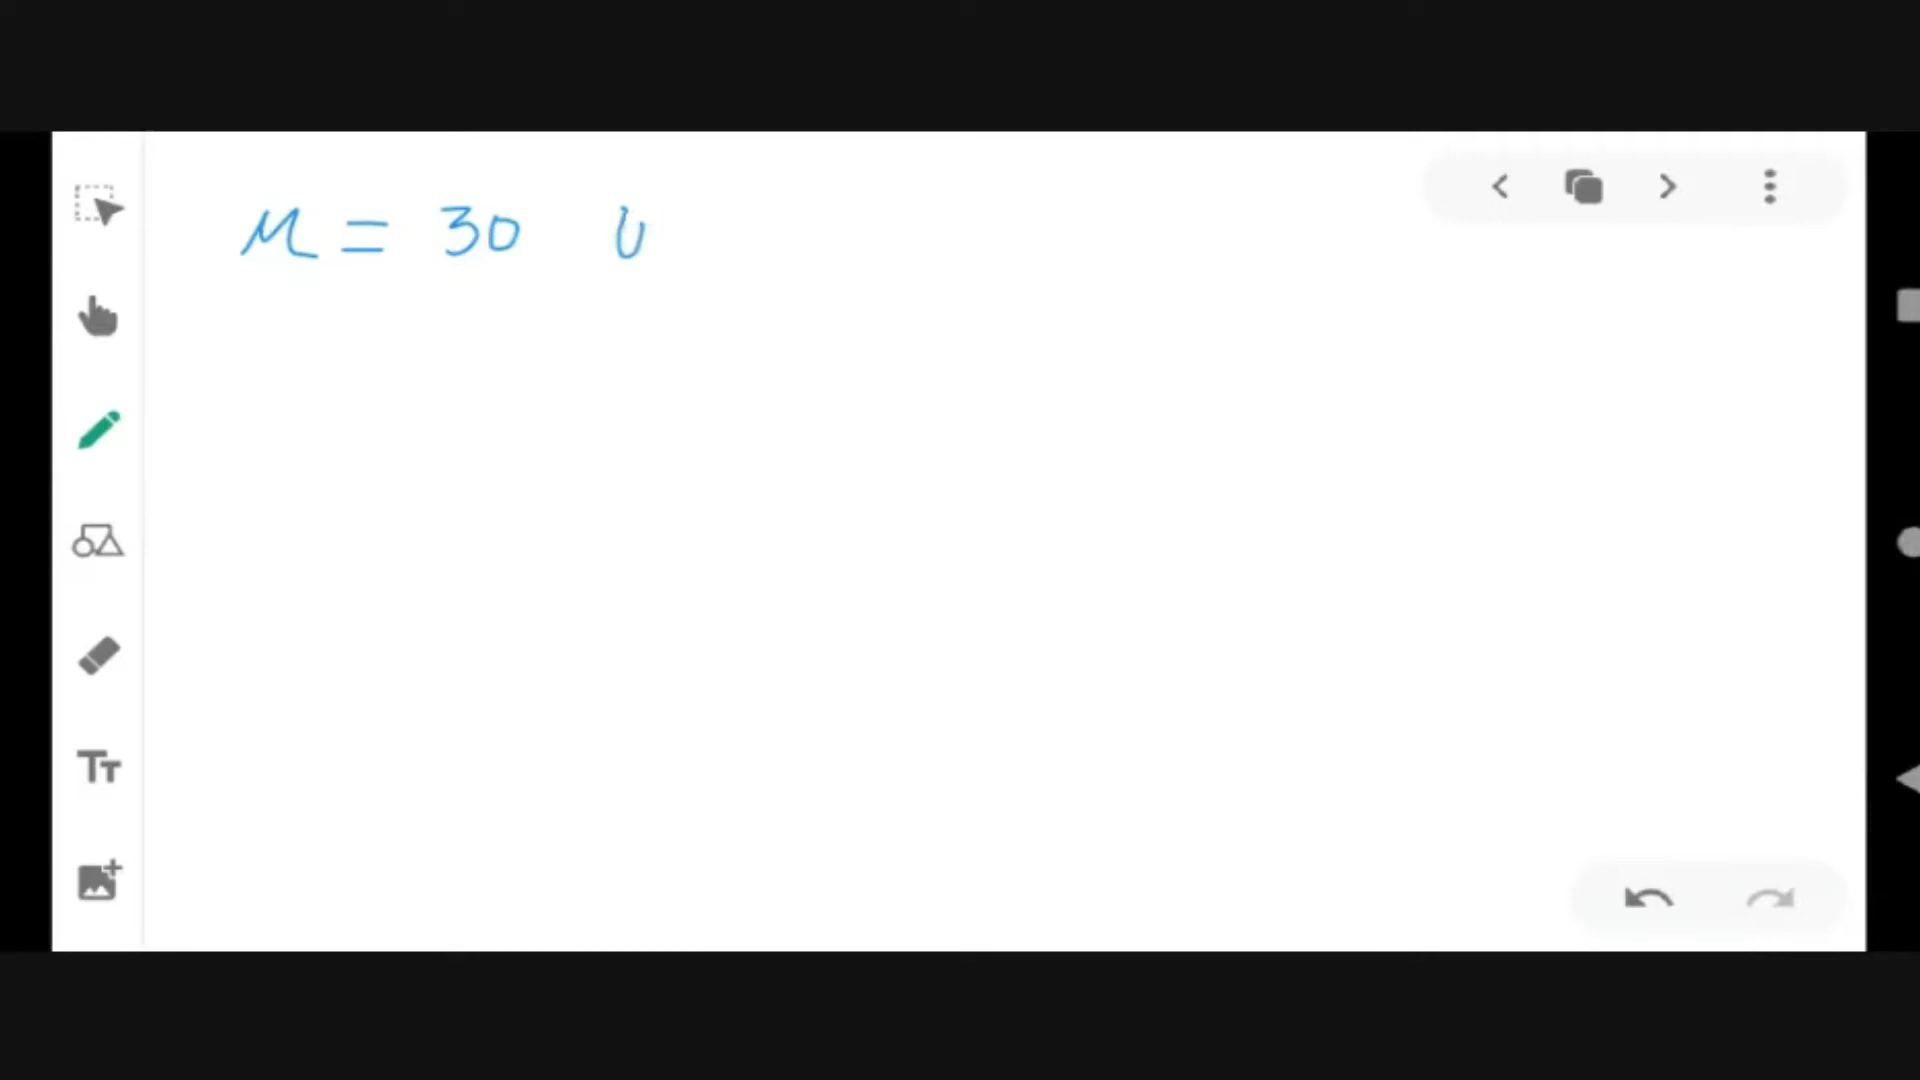 μ = 30 υ